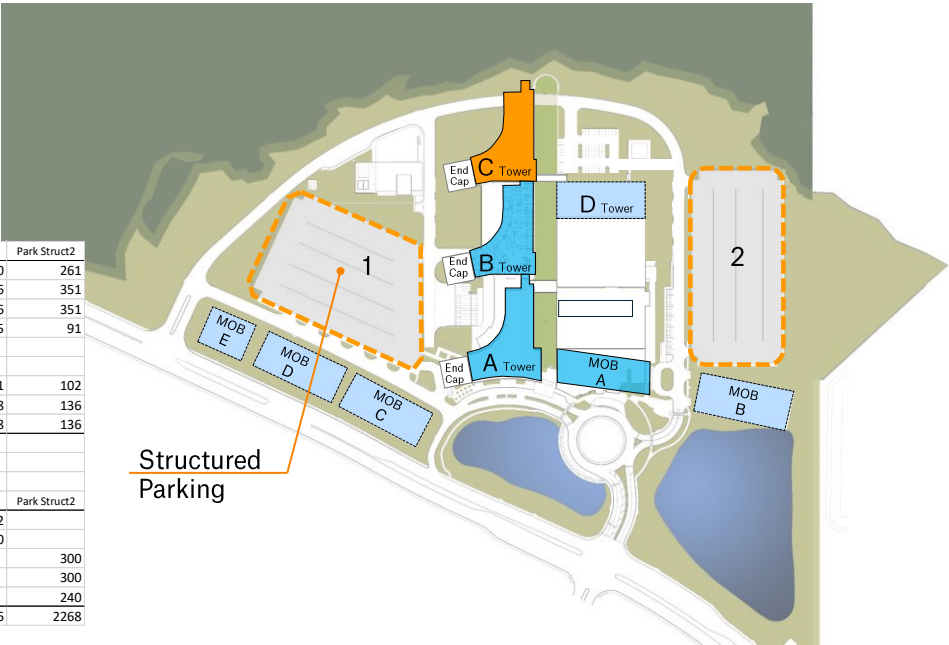 Park Struct2
261
351
351
91
102
136
136
Park Struct2
300
300
240
2268
C Tower
End
Cap
D Tower
B Tower
End
Cap
1
2
A Tower
End
Cap
MOB
A
MOB
B
MOB
E
MOB
D
MOB
C
Structured
Parking